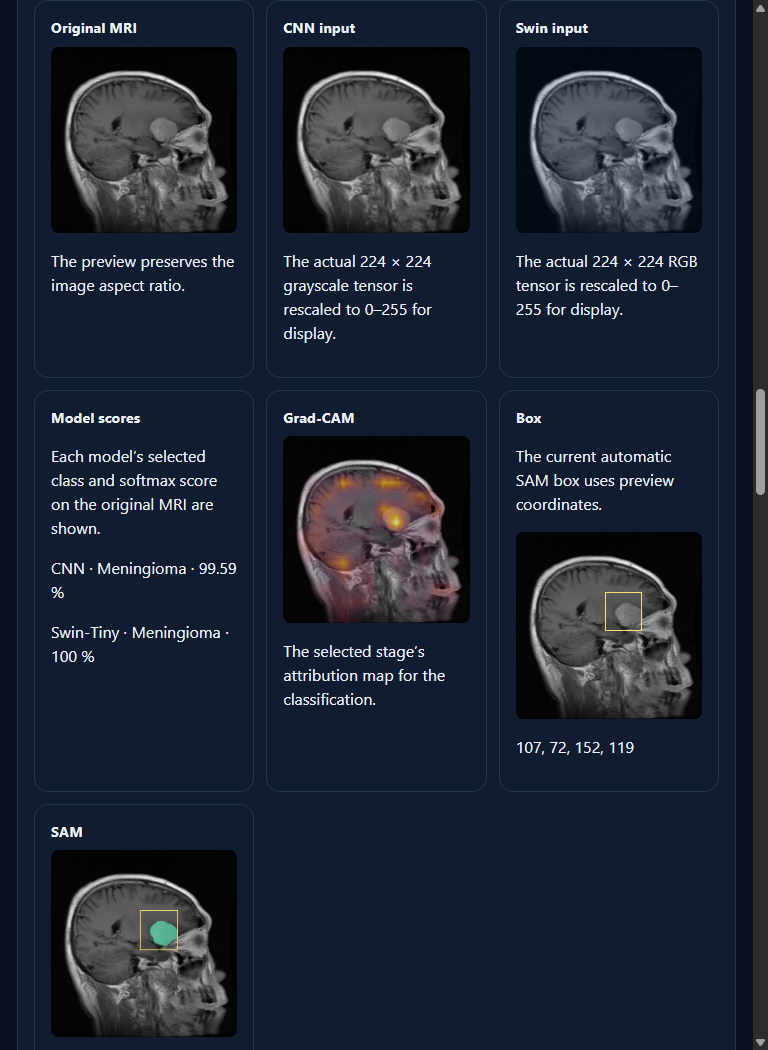 Original MRI
The preview preserves the
image aspect ratio.
CNN input
The actual 224 × 224
grayscale tensor is
rescaled to 0–255 for
display.
Swin input
The actual 224 × 224 RGB
tensor is rescaled to 0–
255 for display.
Model scores
Each model’s selected
class and softmax score
on the original MRI are
shown.
CNN · Meningioma · 99.59
%
Swin-Tiny · Meningioma ·
100 %
Grad-CAM
The selected stage’s
attribution map for the
classification.
Box
The current automatic
SAM box uses preview
coordinates.
107, 72, 152, 119
SAM